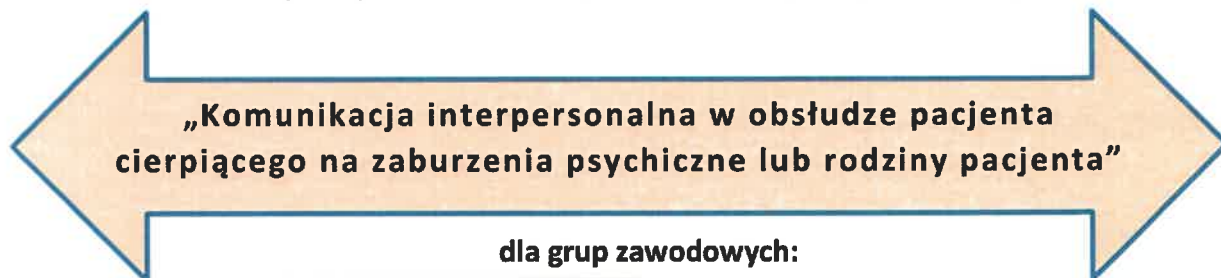 „Komunikacja interpersonalna w obsłudze pacjenta
cierpiącego na zaburzenia psychiczne lub rodziny pacjenta”
dla grup zawodowych: